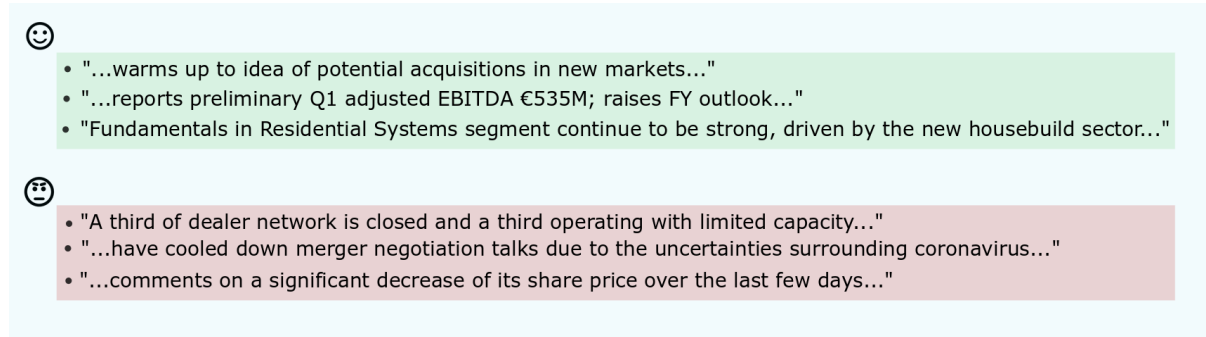 • "...warms up to idea of potential acquisitions in new markets..."
• "...reports preliminary Q1 adjusted EBITDA €535M; raises FY outlook..."
• "Fundamentals in Residential Systems segment continue to be strong, driven by the new housebuild sector..."
• "A third of dealer network is closed and a third operating with limited capacity..."
• "...have cooled down merger negotiation talks due to the uncertainties surrounding coronavirus..."
• "...comments on a significant decrease of its share price over the last few days..."